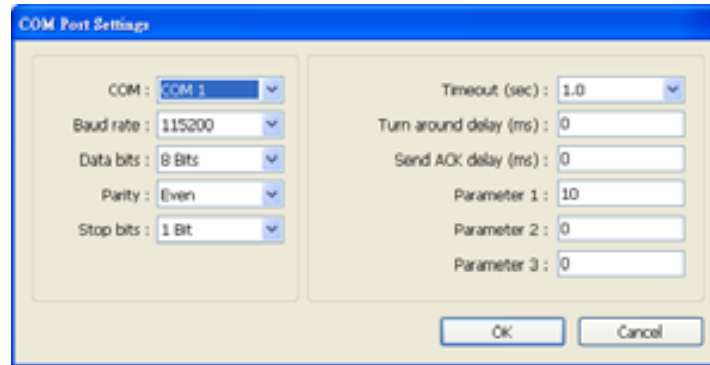 COM Port Settings
COM : COM 1
Baud rate : 115200
Data bits : 8 Bits
Parity : Even
Stop bits : 1 Bit
Timeout (sec) : 1.0
Turn around delay (ms) : 0
Send ACK delay (ms) : 0
Parameter 1 : 10
Parameter 2 : 0
Parameter 3 : 0
OK
Cancel